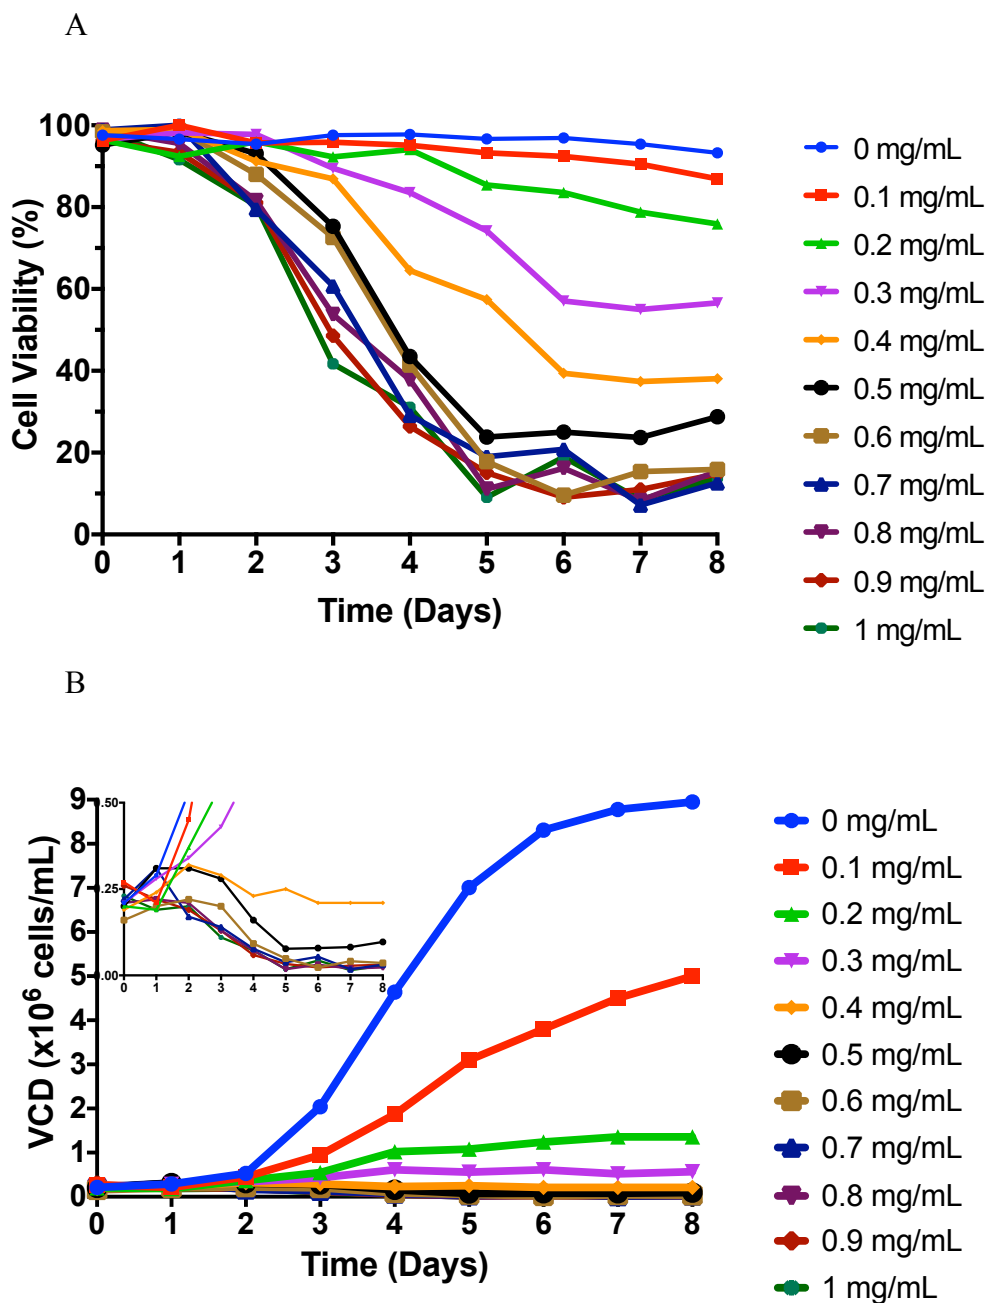 A
100
80
60
40
20
0
0 1 2 3 4 5 6 7 8
Cell Viability (%)
Time (Days)
0 mg/mL
0.1 mg/mL
0.2 mg/mL
0.3 mg/mL
0.4 mg/mL
0.5 mg/mL
0.6 mg/mL
0.7 mg/mL
0.8 mg/mL
0.9 mg/mL
1 mg/mL
B
9
8
7
6
5
4
3
2
1
0
0 1 2 3 4 5 6 7 8
VCD (x10⁶ cells/mL)
Time (Days)
.50
.25
.00
0 1 2 3 4 5 6 7 8
0 mg/mL
0.1 mg/mL
0.2 mg/mL
0.3 mg/mL
0.4 mg/mL
0.5 mg/mL
0.6 mg/mL
0.7 mg/mL
0.8 mg/mL
0.9 mg/mL
1 mg/mL